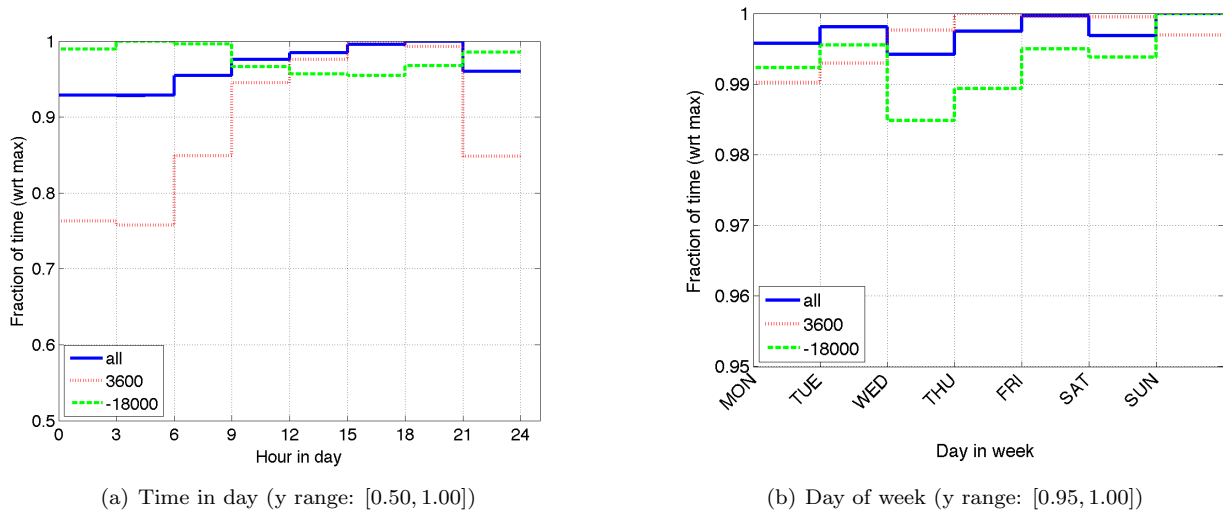 1
0.9
0.8
0.7
0.6
0.5
Fraction of time (wrt max)
all
3600
-18000
0 3 6 9 12 15 18 21 24
Hour in day
(a) Time in day (y range: [0.50, 1.00])
1
0.99
0.98
0.97
0.96
0.95
Fraction of time (wrt max)
all
3600
-18000
MON TUE WED THU FRI SAT SUN
Day in week
(b) Day of week (y range: [0.95, 1.00])